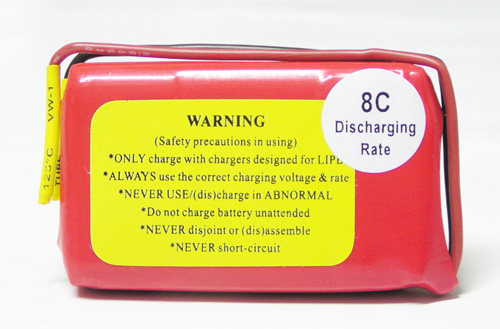 WARNING
(Safety precautions in using)
*ONLY charge with chargers designed for
*ALWAYS use the correct charging voltage & rate
*NEVER USE/(dis)charge in ABNORMAL
*Do not charge battery unattended
*NEVER disjoint or (dis)assemble
*NEVER short-circuit
8C
Discharging
Rate
125°C VW-1
TUBE